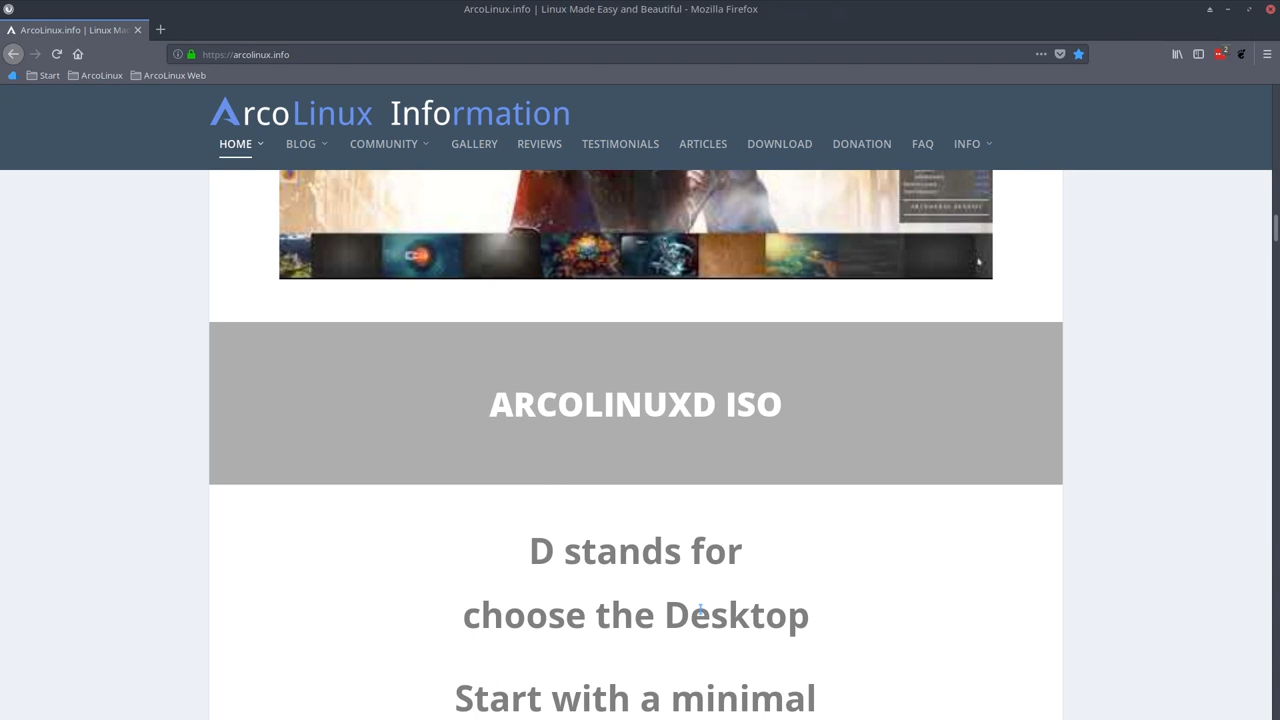 ArcoLinux.info | Linux Made Easy and Beautiful - Mozilla Firefox
ArcoLinux.info | Linux Ma
https://arcolinux.info
2
Start
ArcoLinux
ArcoLinux Web
ArcoLinux Information
HOME
BLOG
COMMUNITY
GALLERY
REVIEWS
TESTIMONIALS
ARTICLES
DOWNLOAD
DONATION
FAQ
INFO
ARCOLINUXD ISO
D stands for
choose the Desktop
Start with a minimal